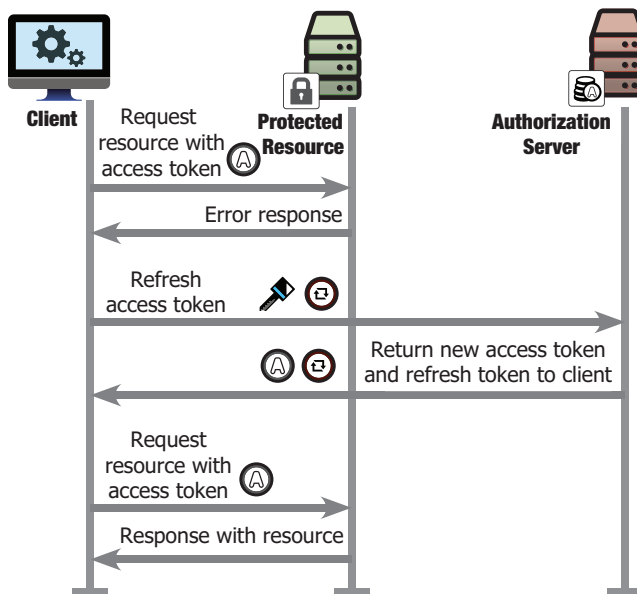 Client
Protected
Resource
Authorization
Server
Request
resource with
access token
A
Error response
Refresh
access token
Return new access token
and refresh token to client
A
Request
resource with
access token
A
Response with resource
A